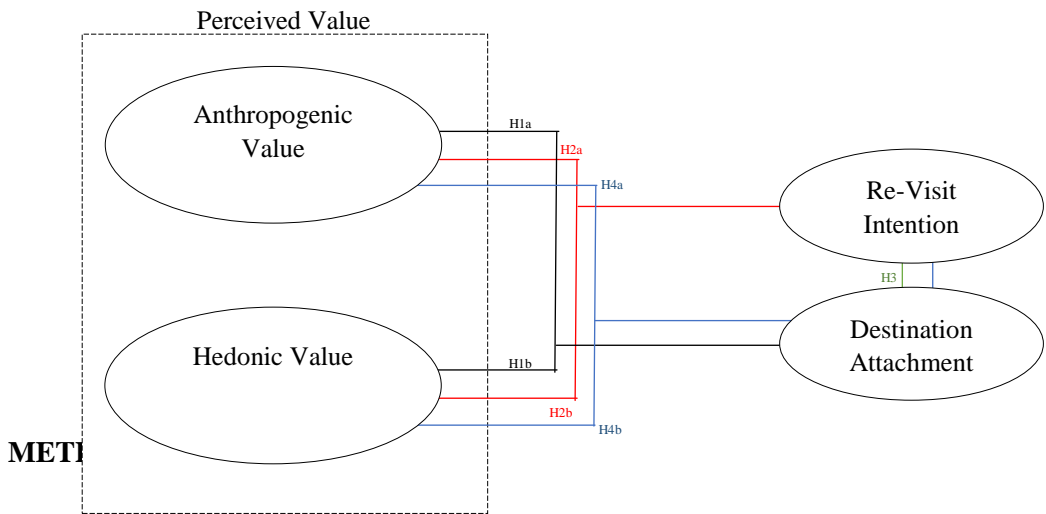 Perceived Value
Anthropogenic
Value
H1a
H2a
H4a
Re-Visit
Intention
H3
Hedonic Value
Destination
Attachment
H1b
H2b
H4b